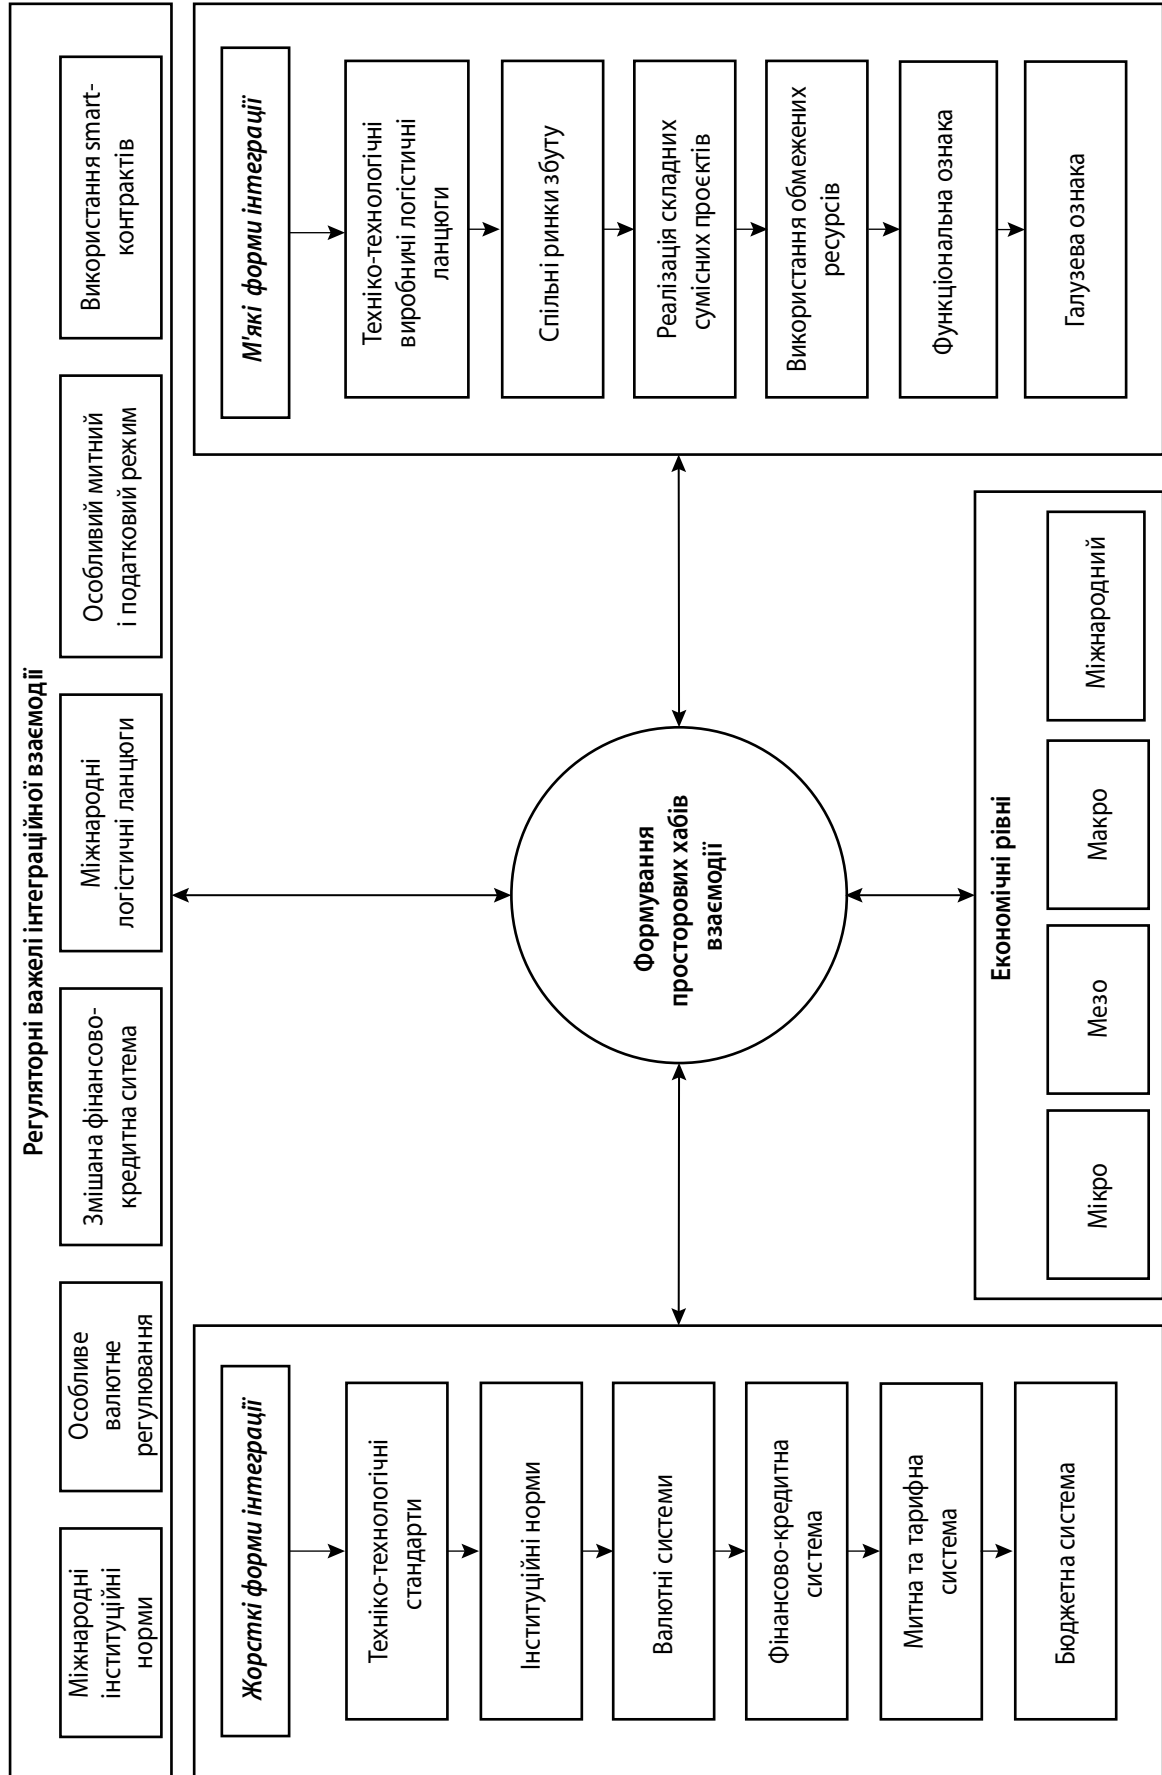 Регуляторні важелі інтеграційної взаємодії
Міжнародні
інституційні
норми
Особливе
валютне
регулювання
Змішана фінансово-
кредитна ситема
Міжнародні
логістичні ланцюги
Особливий митний
і податковий режим
Використання smart-
контрактів
Жорсткі форми інтеграції
Техніко-технологічні
стандарти
Інституційні норми
Валютні системи
Фінансово-кредитна
система
Митна та тарифна
система
Бюджетна система
Формування
просторових хабів
взаємодії
Економічні рівні
Мікро
Мезо
Макро
Міжнародний
М'які форми інтеграції
Техніко-технологічні
виробничі логістичні
ланцюги
Спільні ринки збуту
Реалізація складних
сумісних проєктів
Використання обмежених
ресурсів
Функціональна ознака
Галузева ознака